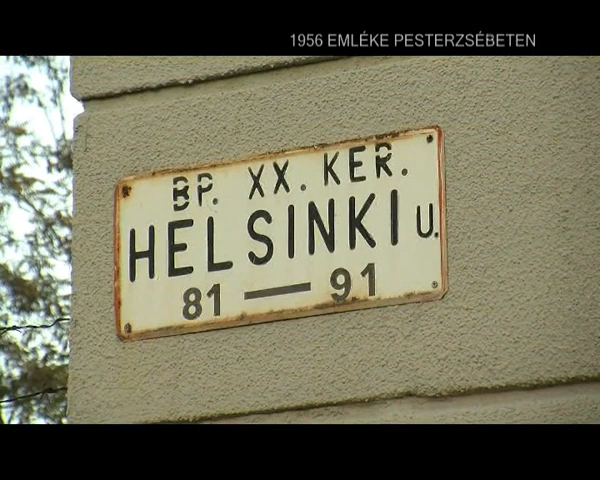 1956 EMLÉKE PESTERZSÉBETEN
BP. XX. KER.
HELSINKI U.
81 — 91